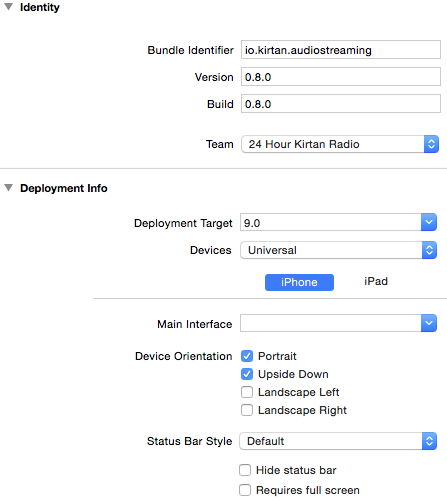 Identity
Bundle Identifier io.kirtan.audiostreaming
Version 0.8.0
Build 0.8.0
Team 24 Hour Kirtan Radio
Deployment Info
Deployment Target 9.0
Devices Universal
iPhone iPad
Main Interface
Device Orientation Portrait
Upside Down
Landscape Left
Landscape Right
Status Bar Style Default
Hide status bar
Requires full screen